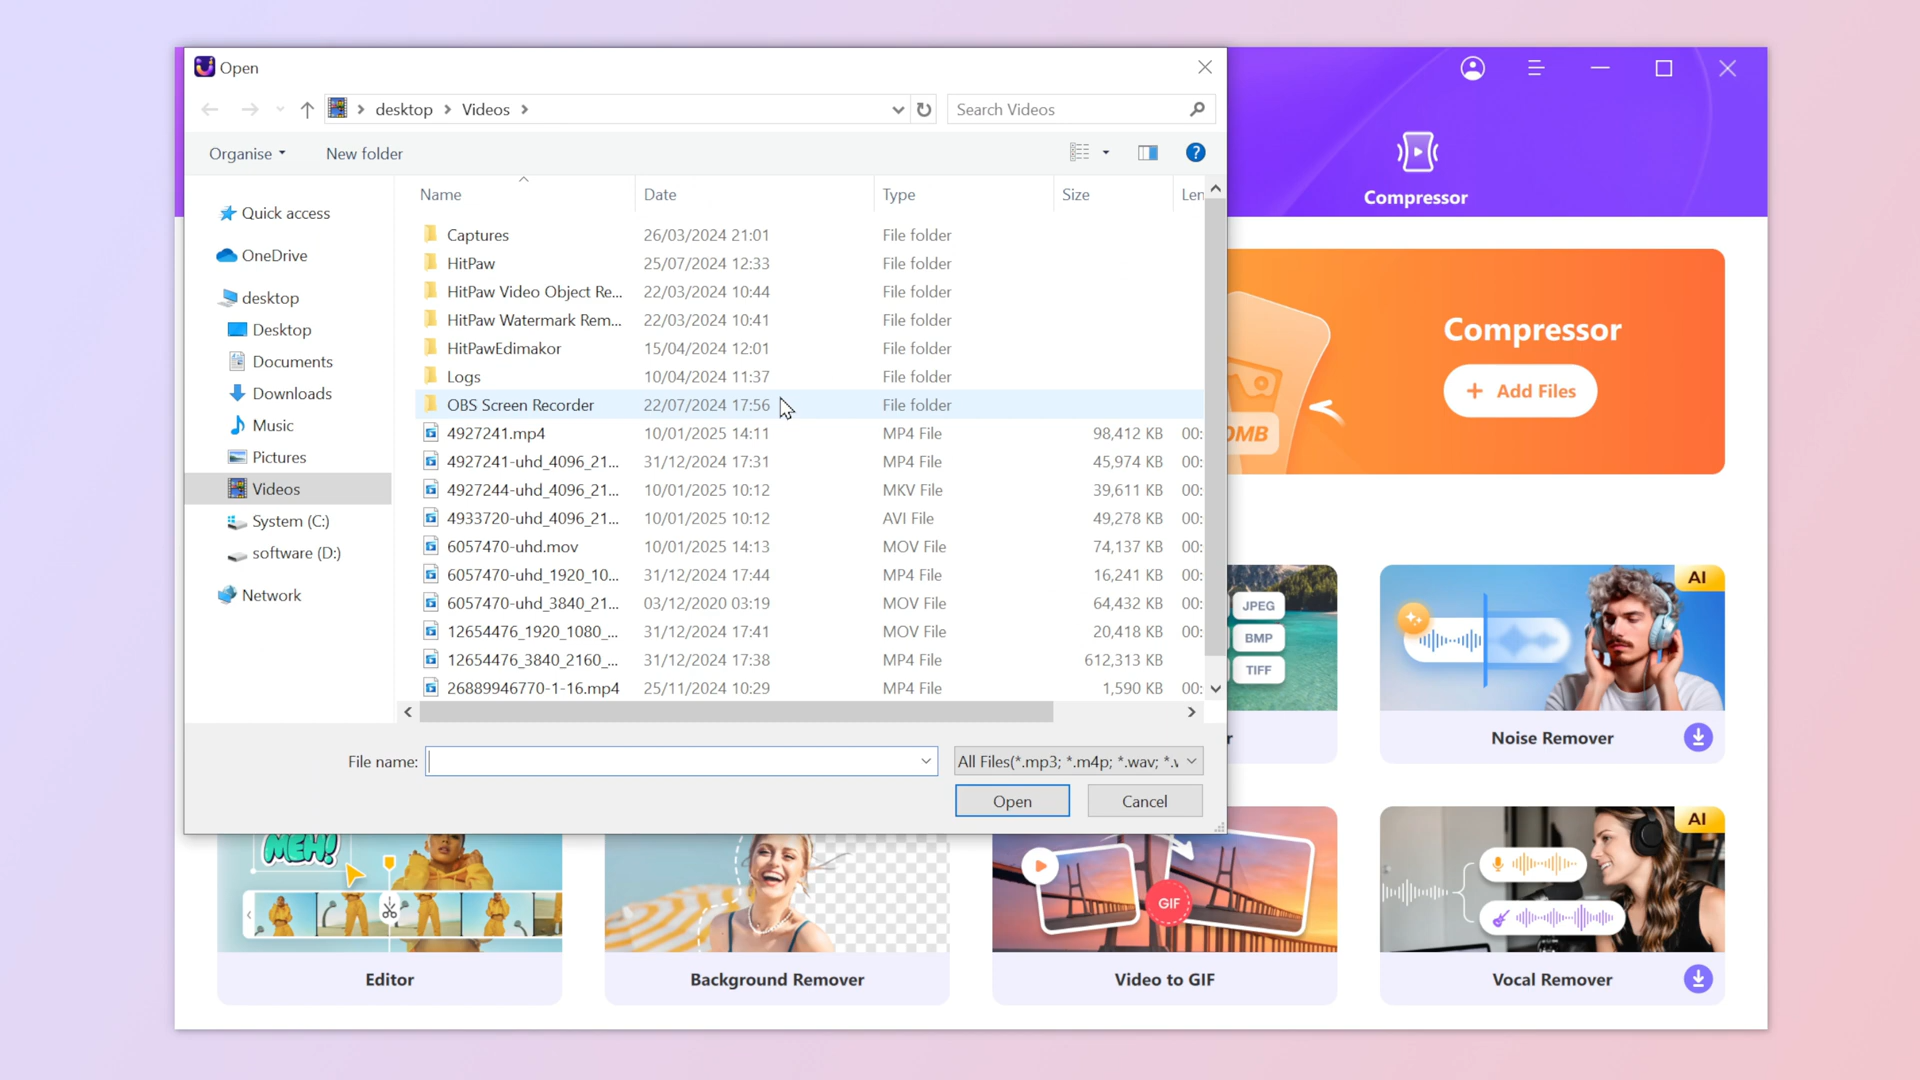 Open
desktop
Videos
Search Videos
Organise
New folder
Name
Date
Type
Size
Len
Quick access
OneDrive
desktop
Desktop
Documents
Downloads
Music
Pictures
Videos
System (C:)
software (D:)
Network
Captures 26/03/2024 21:01 File folder
HitPaw 25/07/2024 12:33 File folder
HitPaw Video Object Re... 22/03/2024 10:44 File folder
HitPaw Watermark Rem... 22/03/2024 10:41 File folder
HitPawEdimakor 15/04/2024 12:01 File folder
Logs 10/04/2024 11:37 File folder
OBS Screen Recorder 22/07/2024 17:56 File folder
4927241.mp4 10/01/2025 14:11 MP4 File 98,412 KB 00:
4927241-uhd_4096_21... 31/12/2024 17:31 MP4 File 45,974 KB 00:
4927244-uhd_4096_21... 10/01/2025 10:12 MKV File 39,611 KB 00:
4933720-uhd_4096_21... 10/01/2025 10:12 AVI File 49,278 KB 00:
6057470-uhd.mov 10/01/2025 14:13 MOV File 74,137 KB 00:
6057470-uhd_1920_10... 31/12/2024 17:44 MP4 File 16,241 KB 00:
6057470-uhd_3840_21... 03/12/2020 03:19 MOV File 64,432 KB 00:
12654476_1920_1080_... 31/12/2024 17:41 MOV File 20,418 KB 00:
12654476_3840_2160_... 31/12/2024 17:38 MP4 File 612,313 KB
26889946770-1-16.mp4 25/11/2024 10:29 MP4 File 1,590 KB 00:
File name:
All Files(*.mp3; *.m4p; *.wav; *.v
Open
Cancel
Compressor
Compressor
+ Add Files
0MB
JPEG
BMP
TIFF
r
AI
Noise Remover
MEH!
Editor
Background Remover
GIF
Video to GIF
AI
Vocal Remover